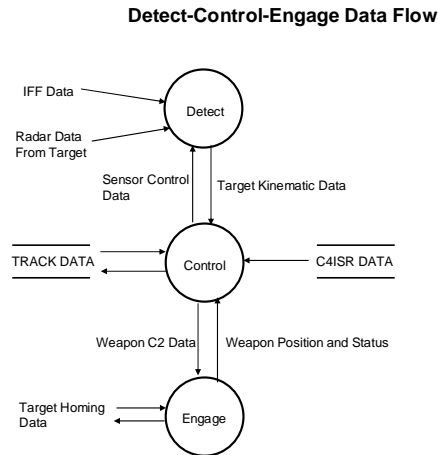 Detect-Control-Engage Data Flow
IFF Data
Detect
Radar Data
From Target
Sensor Control
Data
Target Kinematic Data
TRACK DATA
Control
C4ISR DATA
Weapon C2 Data
Weapon Position and Status
Target Homing
Data
Engage